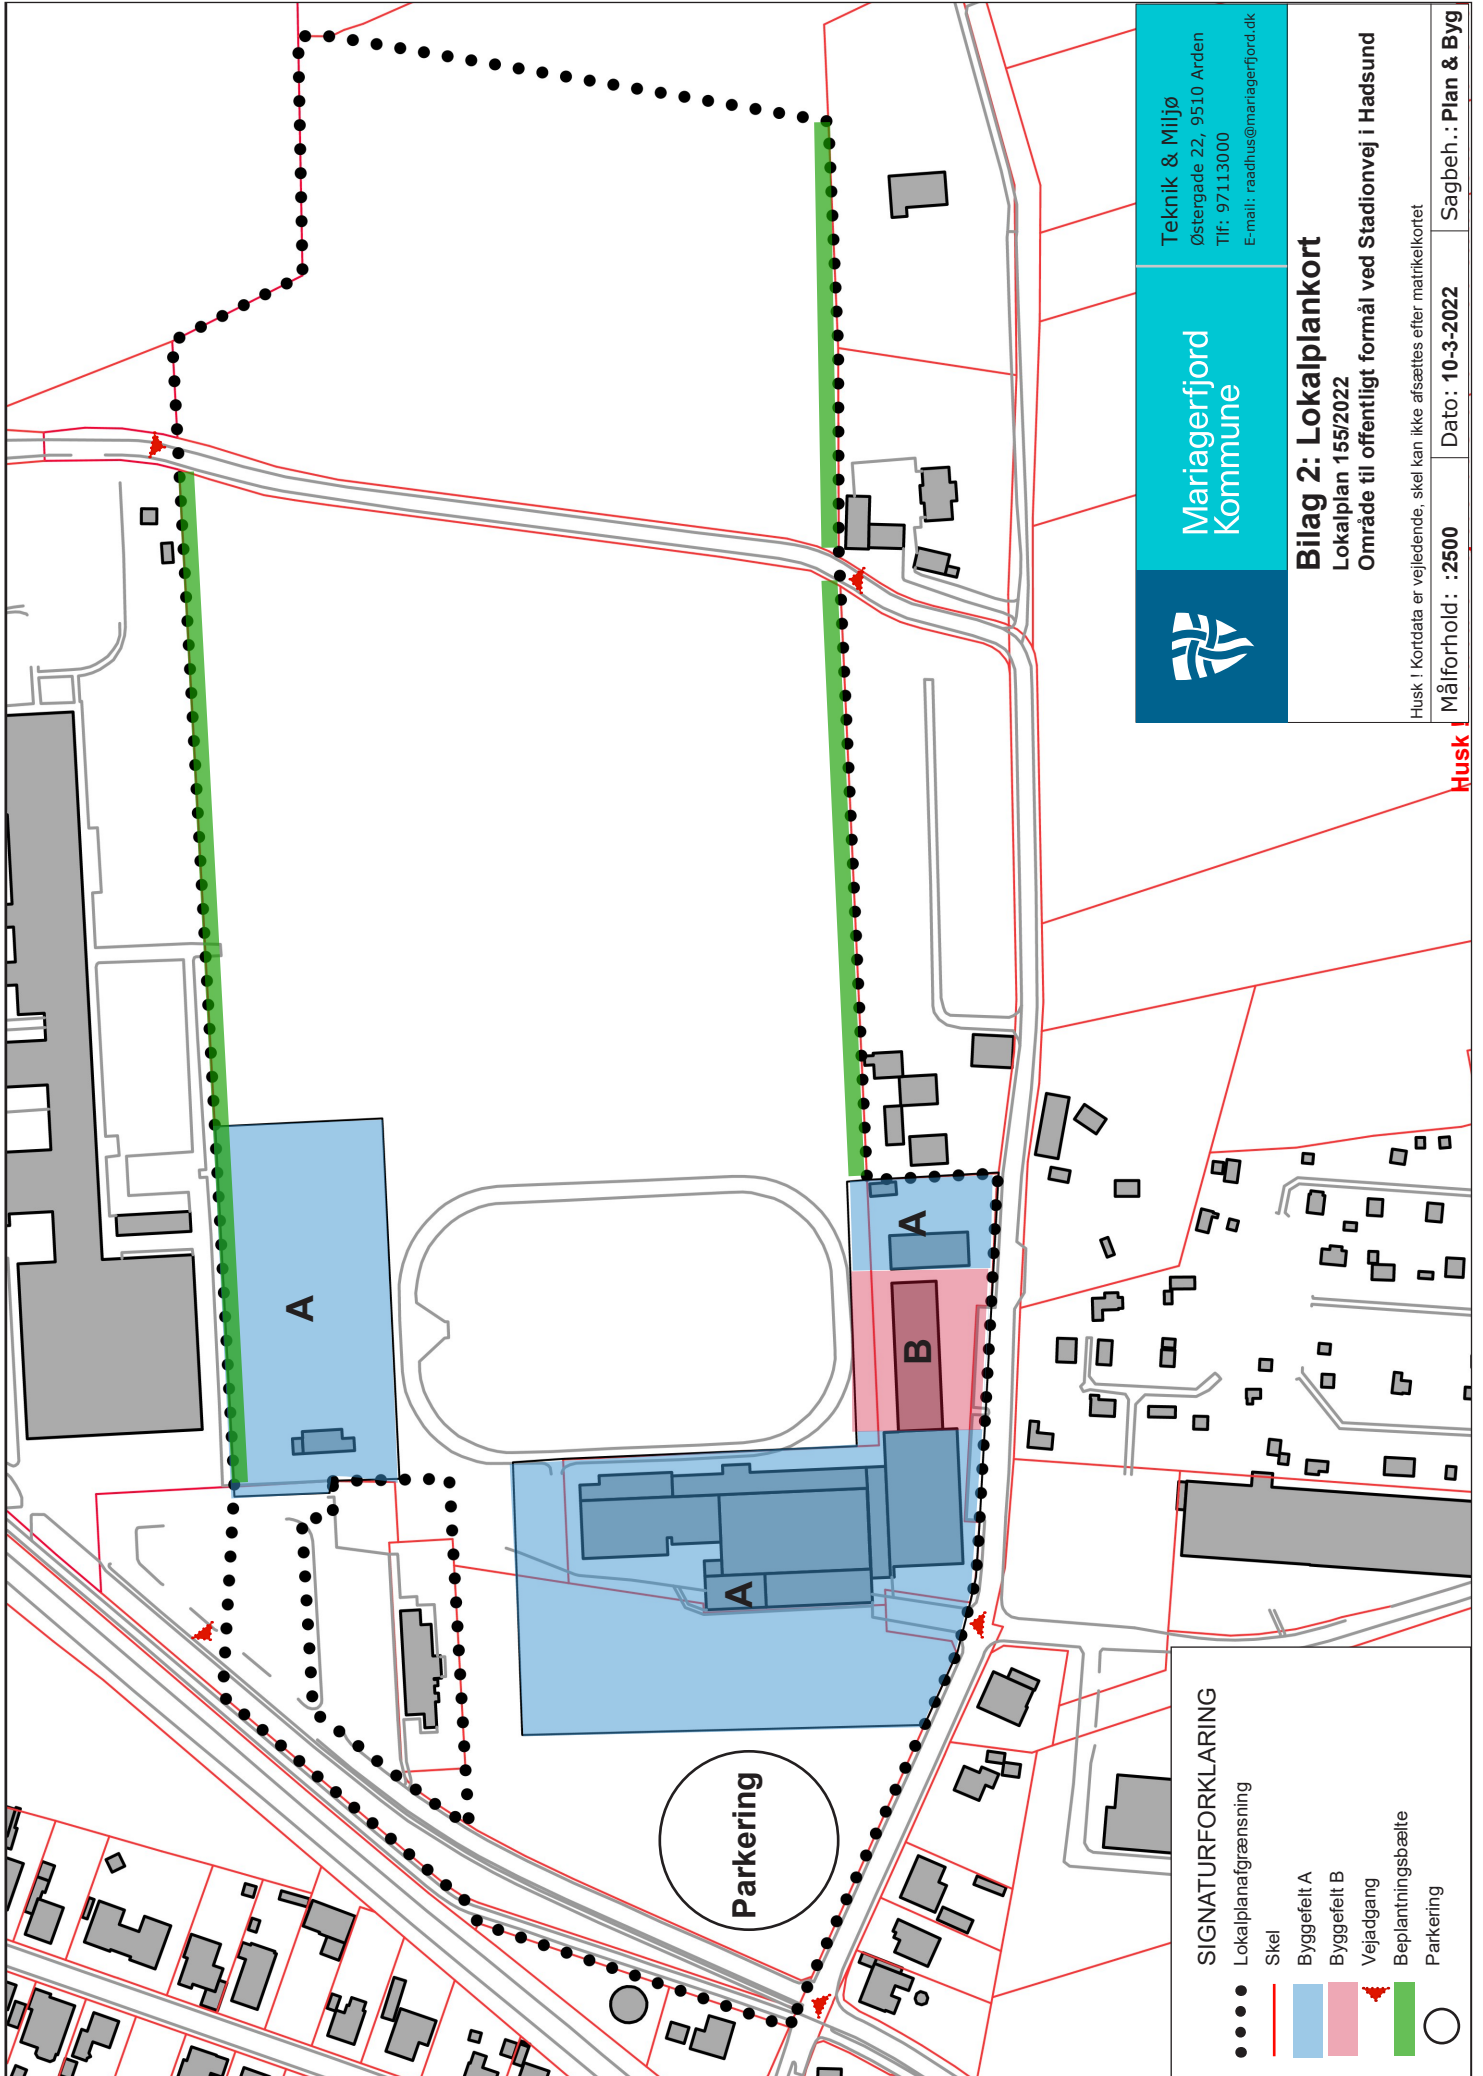 Teknik & Miljø
Østergade 22, 9510 Arden
Tlf: 97113000
E-mail: raadhus@mariagerfjord.dk
Mariagerfjord
Kommune
Bilag 2: Lokalplankort
Lokalplan 155/2022
Område til offentligt formål ved Stadionvej i Hadsund
Husk ! Kortdata er vejledende, skel kan ikke afsættes efter matrikelkortet
Målforhold : :2500
Dato: 10-3-2022
Sagbeh.: Plan & Byg
Husk !
A
A
B
A
Parkering
SIGNATURFORKLARING
Lokalplanafgrænsning
Skel
Byggefelt A
Byggefelt B
Vejadgang
Beplantningsbælte
Parkering